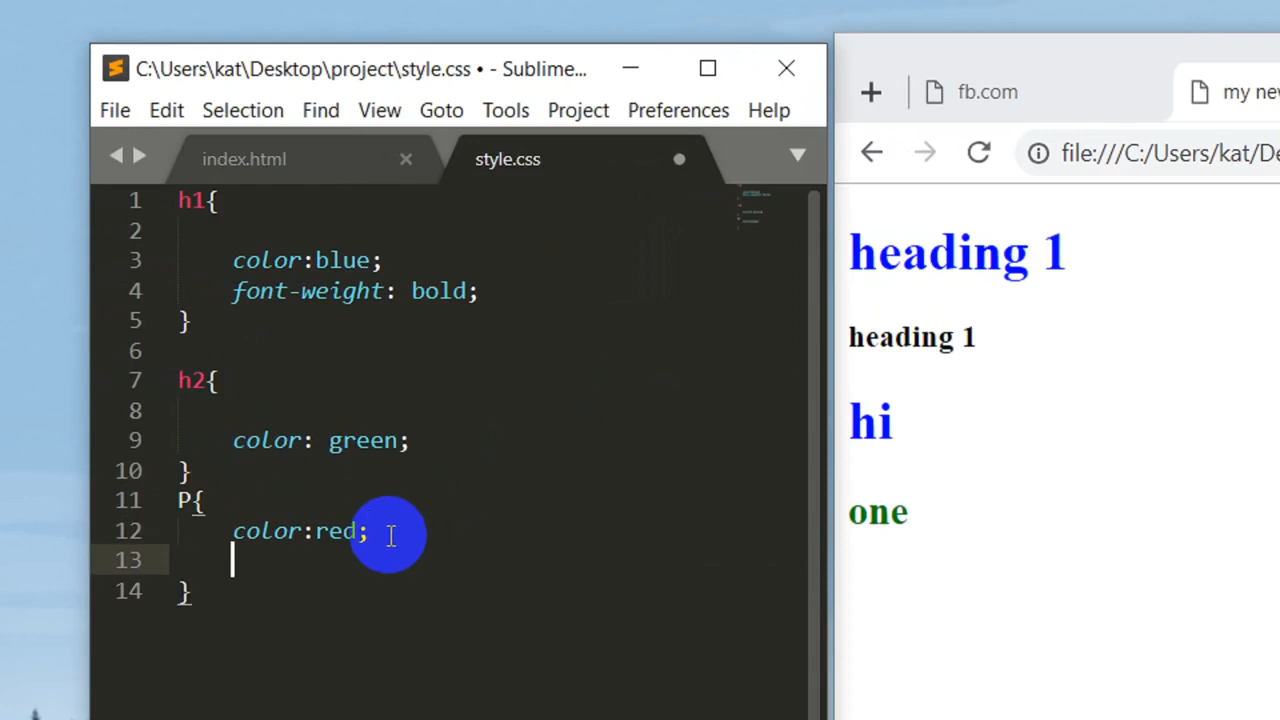 C:\Users\kat\Desktop\project\style.css • - Sublime...
File Edit Selection Find View Goto Tools Project Preferences Help
index.html
style.css
1 h1{
2
3 color:blue;
4 font-weight: bold;
5 }
6
7 h2{
8
9 color: green;
10 }
11 P{
12 color:red;
13
14 }
fb.com
my new
file:///C:/Users/kat/De
heading 1
heading 1
hi
one